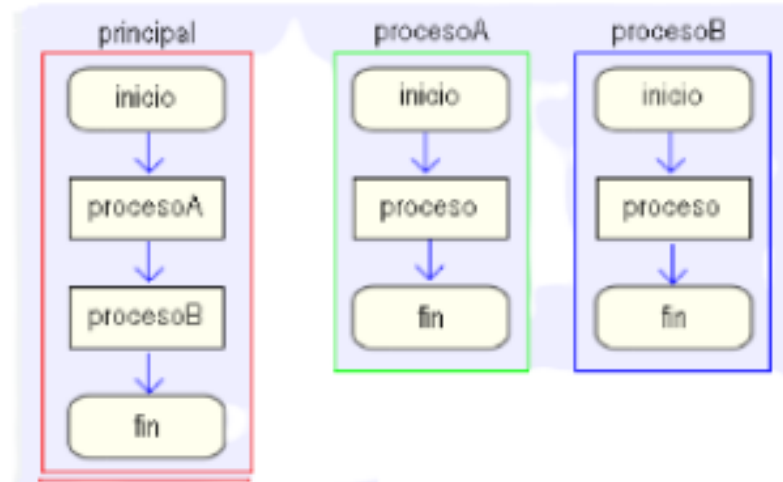 principal
inicio
procesoA
procesoB
fin
procesoA
inicio
proceso
fin
procesoB
inicio
proceso
fin